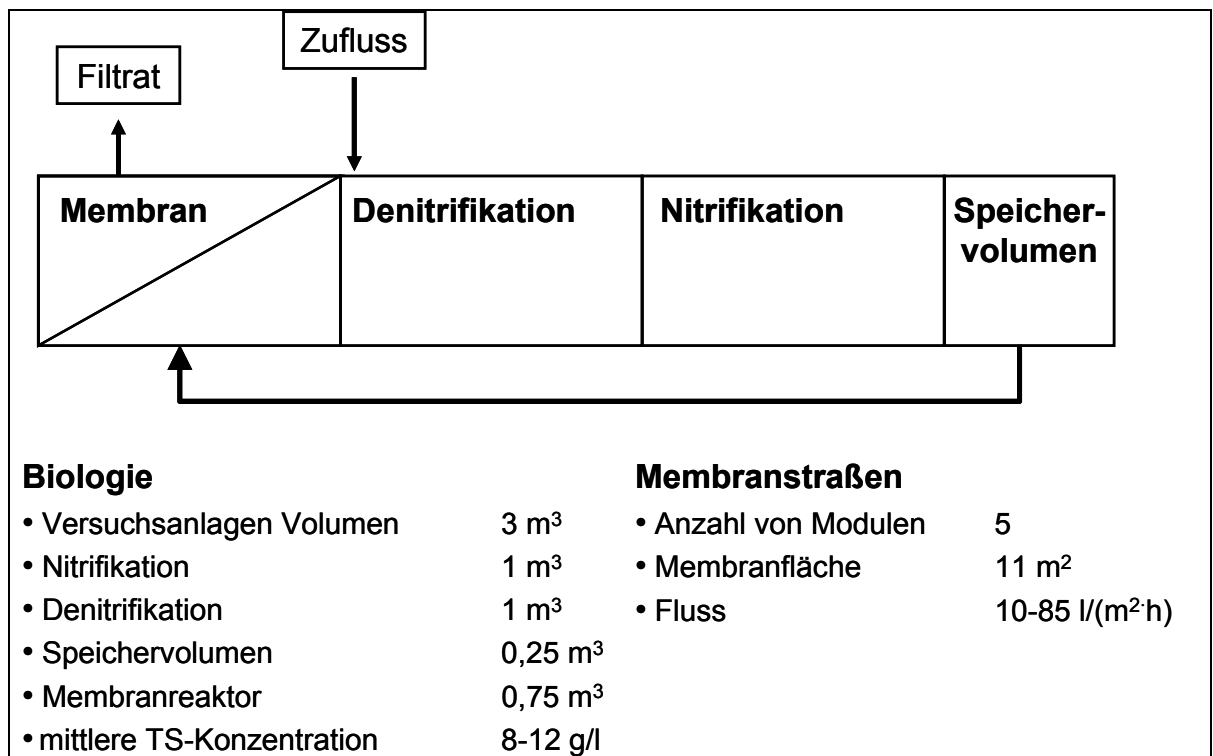 Zufluss
Filtrat
Membran
Denitrifikation
Nitrifikation
Speicher-
volumen
Biologie
• Versuchsanlagen Volumen 3 m³
• Nitrifikation 1 m³
• Denitrifikation 1 m³
• Speichervolumen 0,25 m³
• Membranreaktor 0,75 m³
• mittlere TS-Konzentration 8-12 g/l
Membranstraßen
• Anzahl von Modulen 5
• Membranfläche 11 m²
• Fluss 10-85 l/(m²·h)